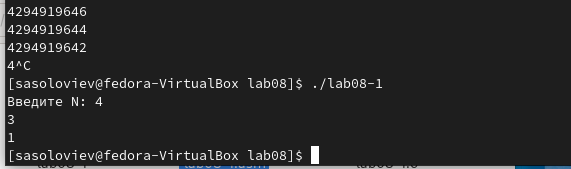 4294919646
4294919644
4294919642
4^C
[sasoloviev@fedora-VirtualBox lab08]$ ./lab08-1
Введите N: 4
3
1
[sasoloviev@fedora-VirtualBox lab08]$